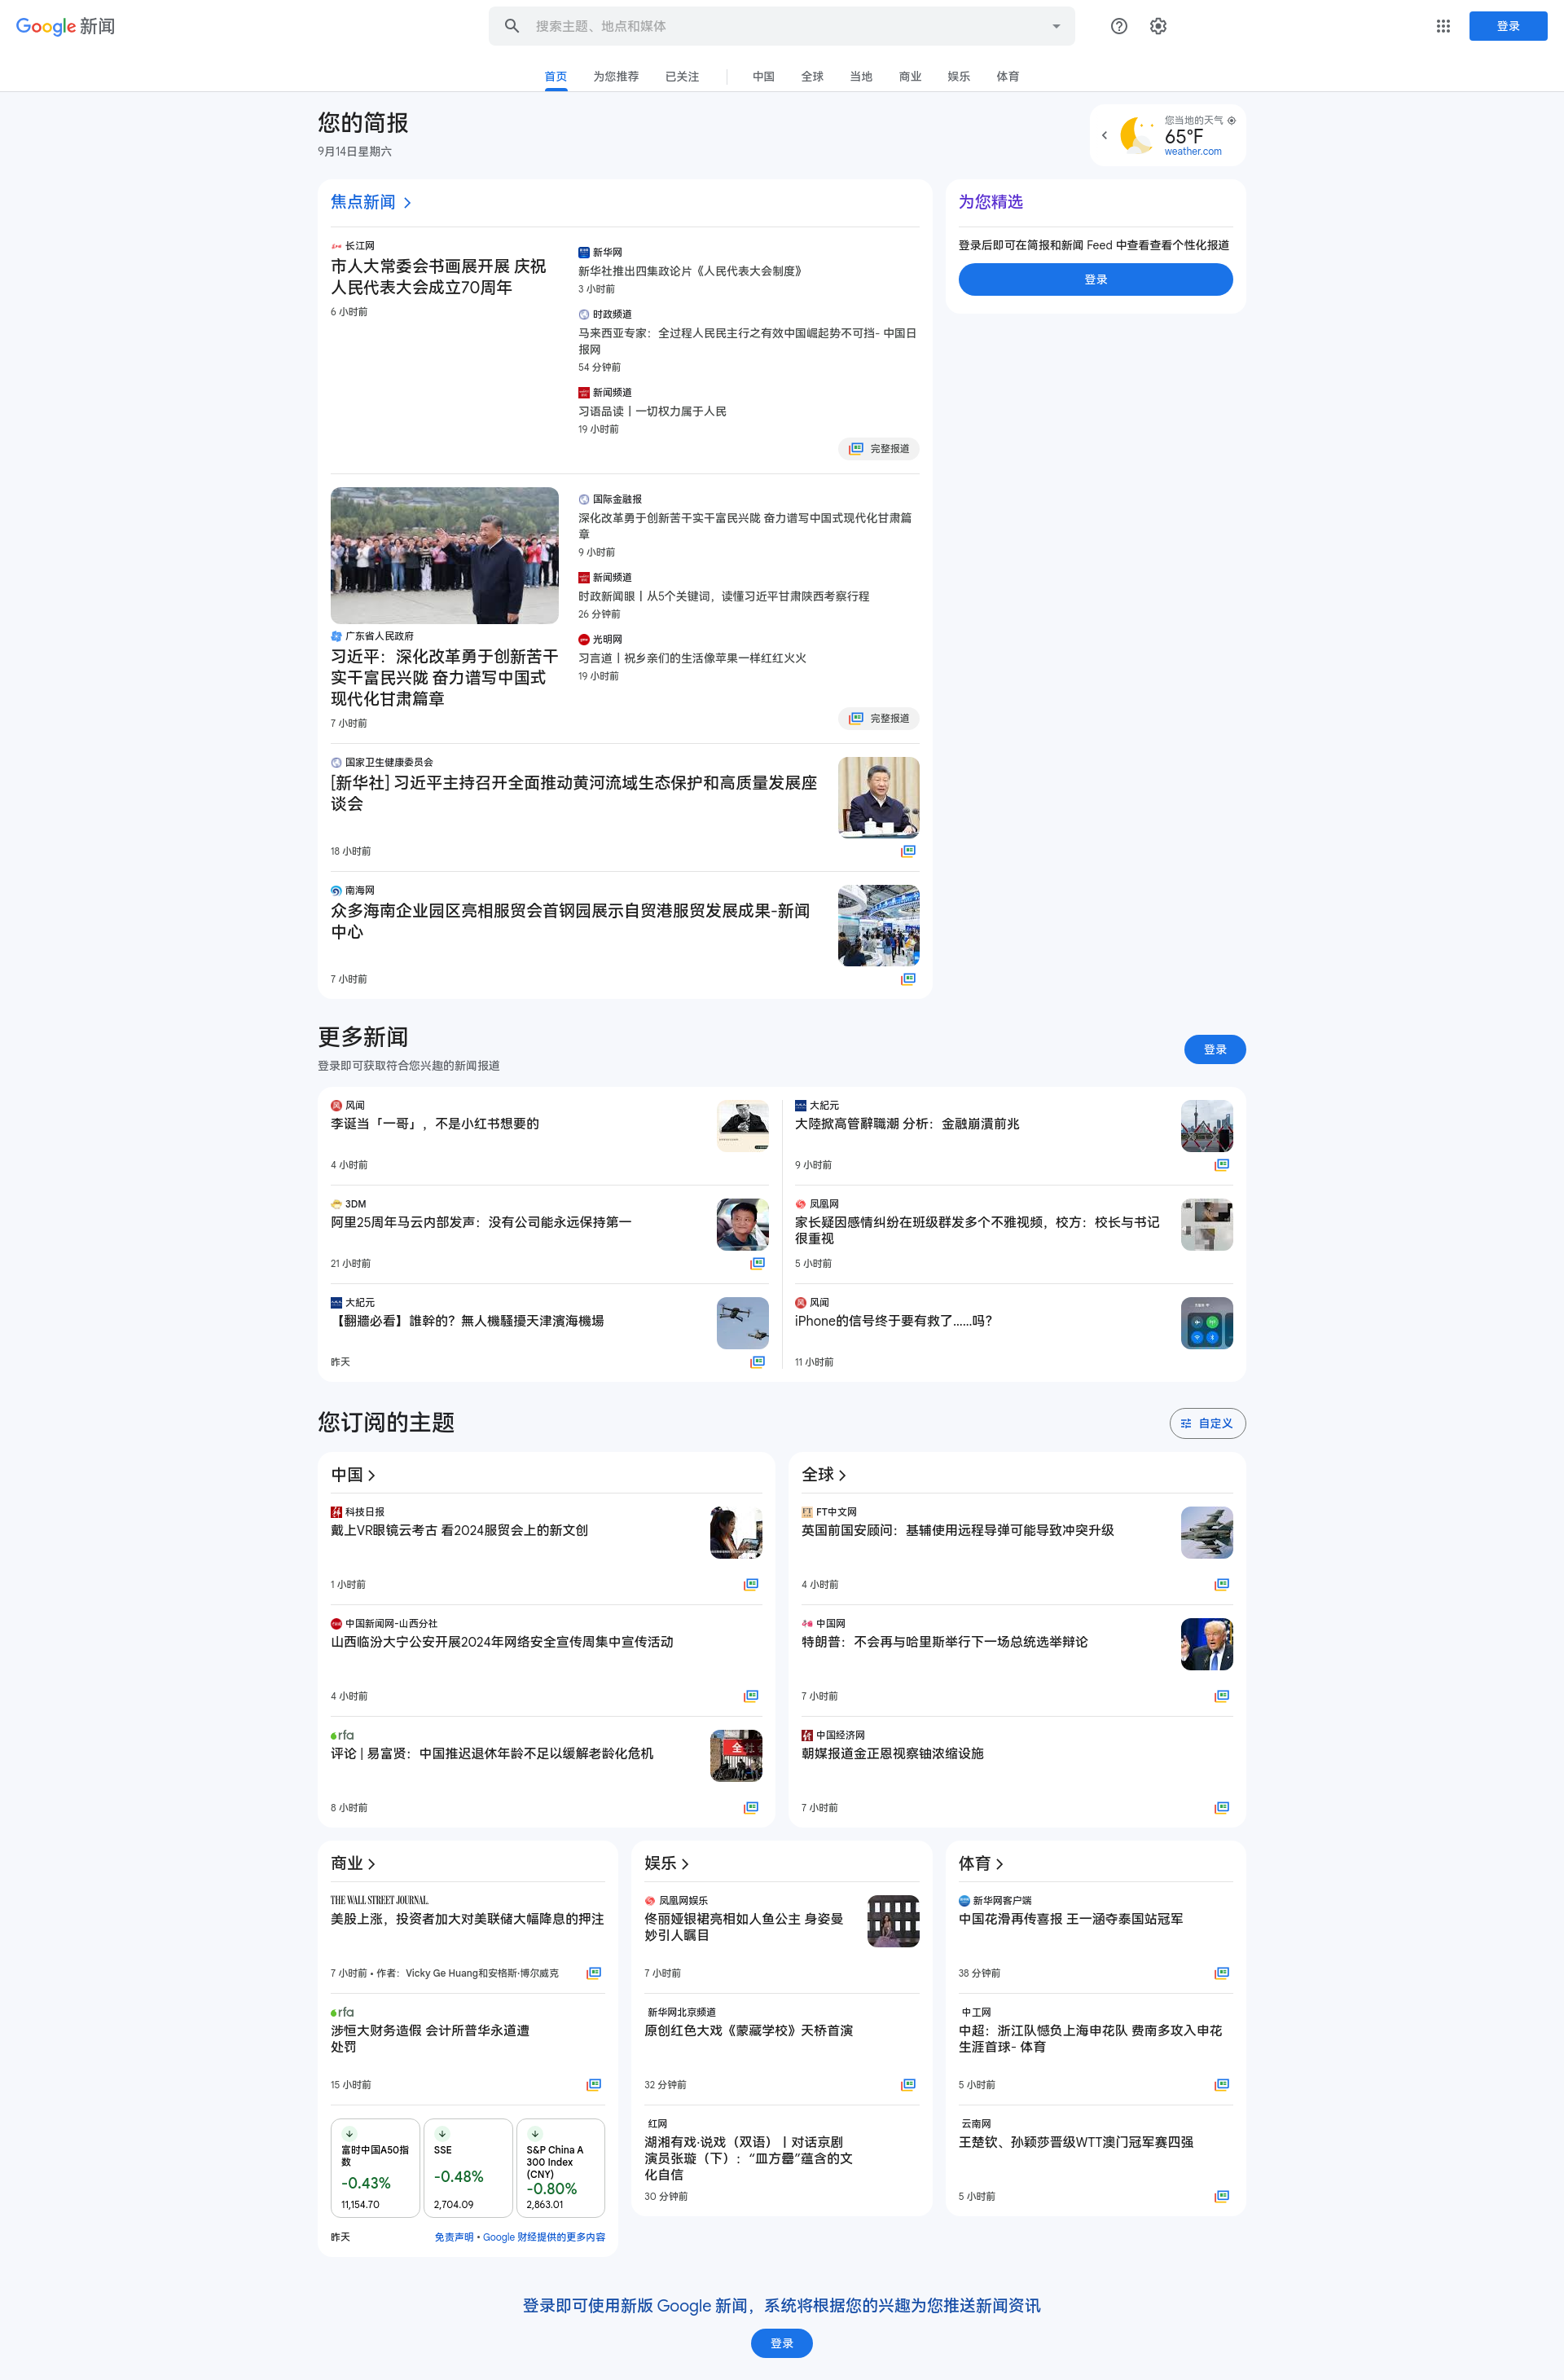 Google 新闻
搜索主题、地点和媒体
登录
首页 为您推荐 已关注 中国 全球 当地 商业 娱乐 体育
您的简报
9月14日星期六
您当地的天气
65°F
weather.com
焦点新闻
长江网
市人大常委会书画展开展 庆祝
人民代表大会成立70周年
6 小时前
新华网
新华社推出四集政论片《人民代表大会制度》
3 小时前
时政频道
马来西亚专家：全过程人民民主行之有效中国崛起势不可挡- 中国日
报网
54 分钟前
新闻频道
习语品读丨一切权力属于人民
19 小时前
完整报道
广东省人民政府
习近平：深化改革勇于创新苦干
实干富民兴陇 奋力谱写中国式
现代化甘肃篇章
7 小时前
国际金融报
深化改革勇于创新苦干实干富民兴陇 奋力谱写中国式现代化甘肃篇
章
9 小时前
新闻频道
时政新闻眼丨从5个关键词，读懂习近平甘肃陕西考察行程
26 分钟前
光明网
习言道丨祝乡亲们的生活像苹果一样红红火火
19 小时前
完整报道
国家卫生健康委员会
[新华社] 习近平主持召开全面推动黄河流域生态保护和高质量发展座
谈会
18 小时前
南海网
众多海南企业园区亮相服贸会首钢园展示自贸港服贸发展成果-新闻
中心
7 小时前
为您精选
登录后即可在简报和新闻 Feed 中查看查看个性化报道
登录
更多新闻
登录即可获取符合您兴趣的新闻报道
登录
风闻
李诞当「一哥」，不是小红书想要的
4 小时前
大紀元
大陸掀高管辭職潮 分析：金融崩潰前兆
9 小时前
3DM
阿里25周年马云内部发声：没有公司能永远保持第一
21 小时前
凤凰网
家长疑因感情纠纷在班级群发多个不雅视频，校方：校长与书记
很重视
5 小时前
大紀元
【翻牆必看】誰幹的？無人機騷擾天津濱海機場
昨天
风闻
iPhone的信号终于要有救了……吗？
11 小时前
您订阅的主题
自定义
中国
科技日报
戴上VR眼镜云考古 看2024服贸会上的新文创
1 小时前
中国新闻网-山西分社
山西临汾大宁公安开展2024年网络安全宣传周集中宣传活动
4 小时前
rfa
评论 | 易富贤：中国推迟退休年龄不足以缓解老龄化危机
8 小时前
全球
FT中文网
英国前国安顾问：基辅使用远程导弹可能导致冲突升级
4 小时前
中国网
特朗普：不会再与哈里斯举行下一场总统选举辩论
7 小时前
中国经济网
朝媒报道金正恩视察铀浓缩设施
7 小时前
商业
THE WALL STREET JOURNAL.
美股上涨，投资者加大对美联储大幅降息的押注
7 小时前 • 作者： Vicky Ge Huang和安格斯·博尔威克
rfa
涉恒大财务造假 会计所普华永道遭
处罚
15 小时前
富时中国A50指
数
-0.43%
11,154.70
SSE
-0.48%
2,704.09
S&P China A
300 Index
(CNY)
-0.80%
2,863.01
昨天
免责声明 • Google 财经提供的更多内容
娱乐
凤凰网娱乐
佟丽娅银裙亮相如人鱼公主 身姿曼
妙引人瞩目
7 小时前
新华网北京频道
原创红色大戏《蒙藏学校》天桥首演
32 分钟前
红网
湖湘有戏·说戏（双语）丨对话京剧
演员张璇（下）：“皿方罍”蕴含的文
化自信
30 分钟前
体育
新华网客户端
中国花滑再传喜报 王一涵夺泰国站冠军
38 分钟前
中工网
中超：浙江队憾负上海申花队 费南多攻入申花
生涯首球- 体育
5 小时前
云南网
王楚钦、孙颖莎晋级WTT澳门冠军赛四强
5 小时前
登录即可使用新版 Google 新闻，系统将根据您的兴趣为您推送新闻资讯
登录